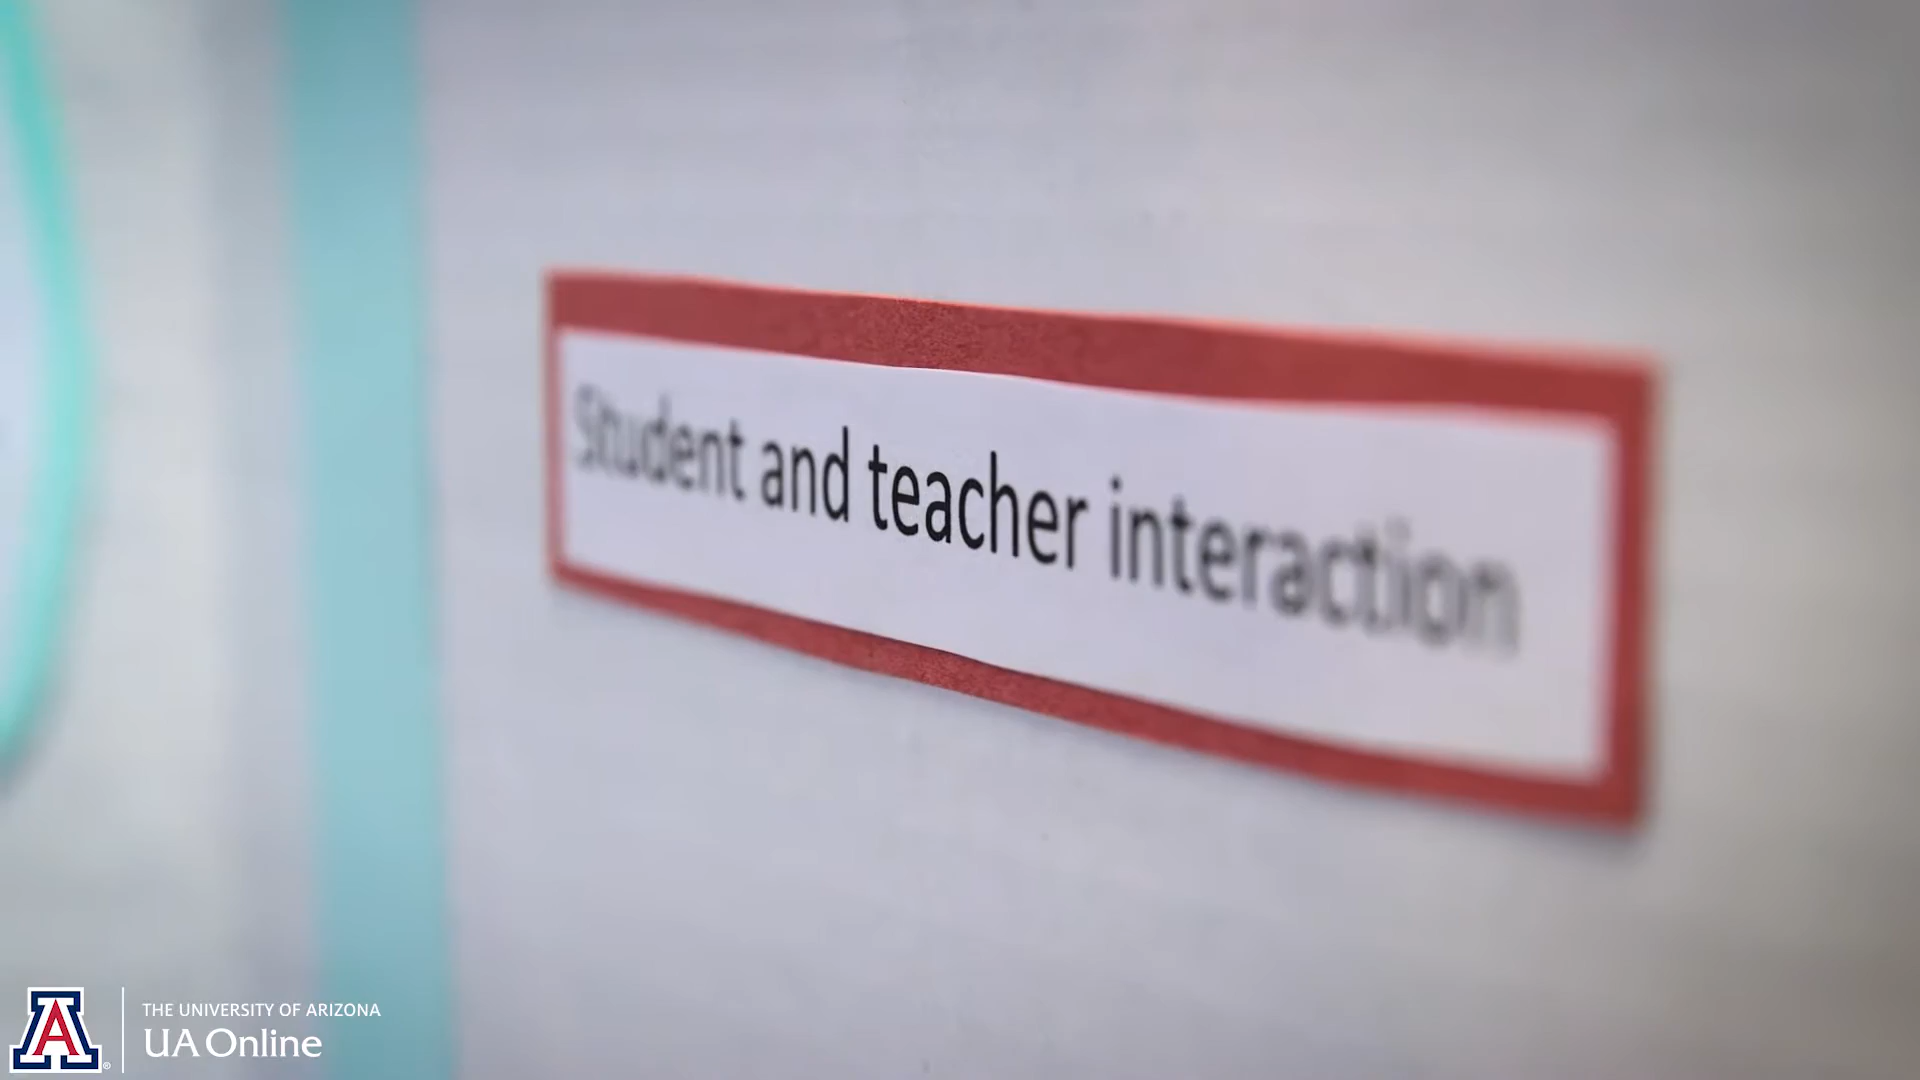 Student and teacher interaction
A
THE UNIVERSITY OF ARIZONA
UA Online